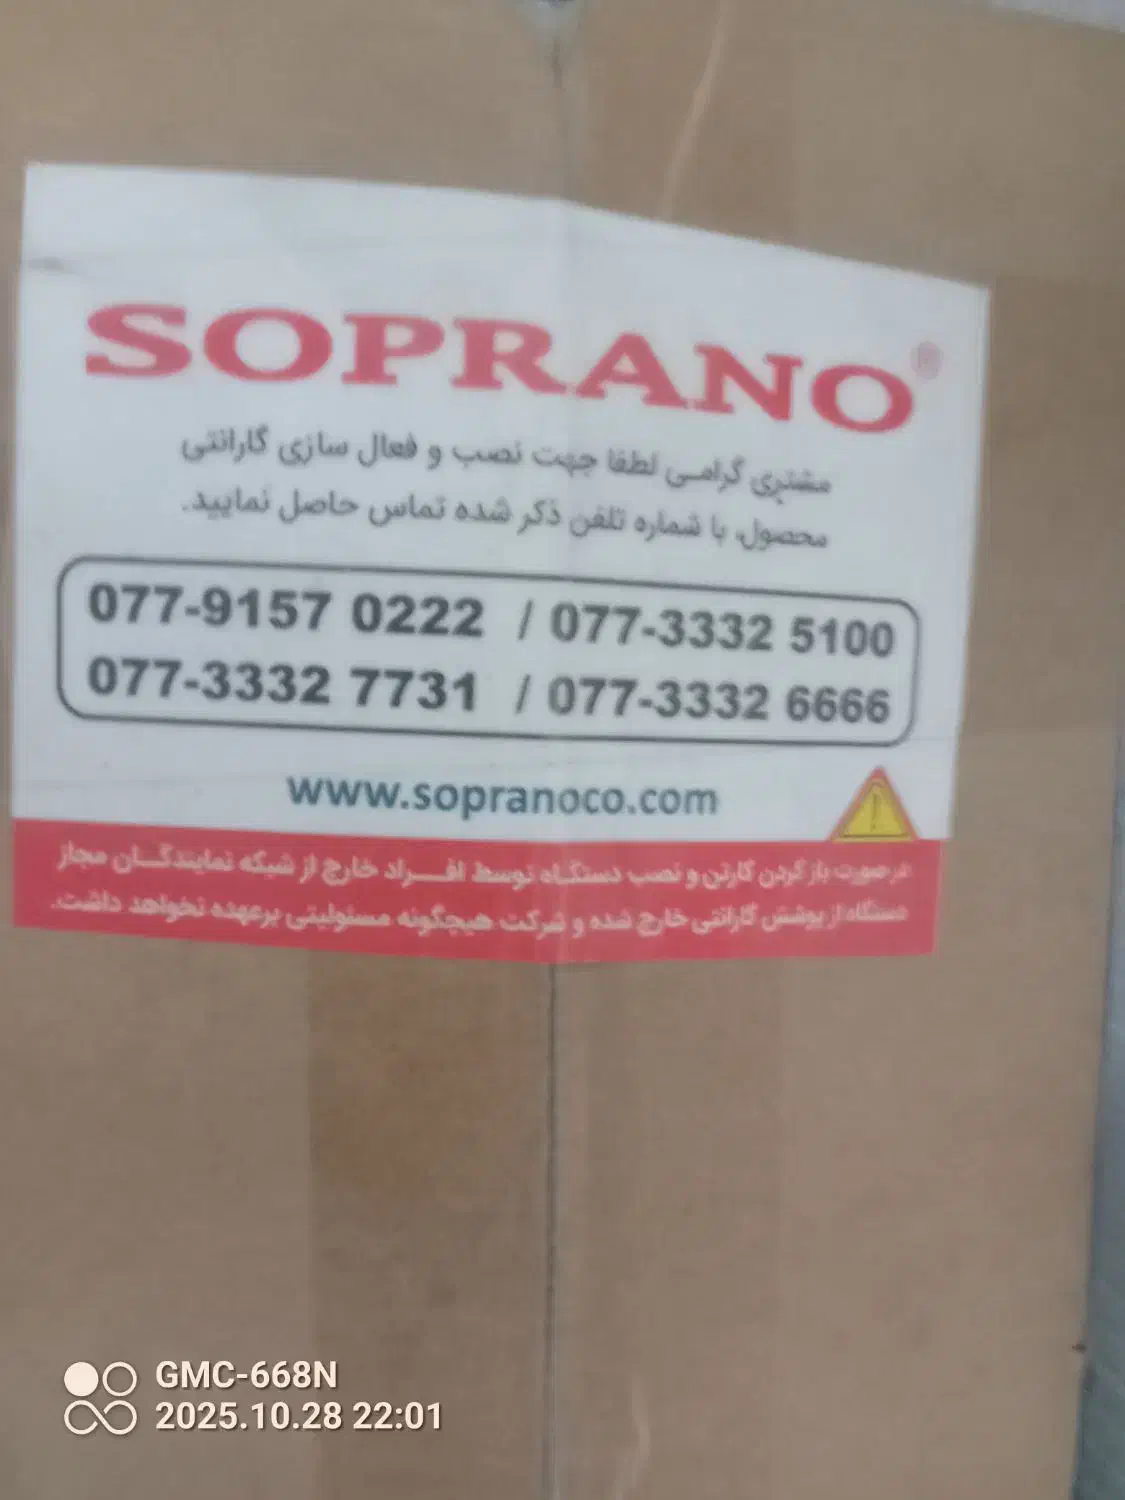 SOPRANO®
مشتری گرامی لطفا جهت نصب و فعال سازی گارانتی
محصول، با شماره تلفن ذکر شده تماس حاصل نمایید.
077-9157 0222 / 077-3332 5100
077-3332 7731 / 077-3332 6666
www.sopranoco.com
درصورت باز کردن کارتن و نصب دستگاه توسط افـــراد خارج از شبکه نمایندگـــان مجاز
دستگاه از پوشش گارانتی خارج شده و شرکت هیچگونه مسئولیتی برعهده نخواهد داشت.
GMC-668N
2025.10.28 22:01